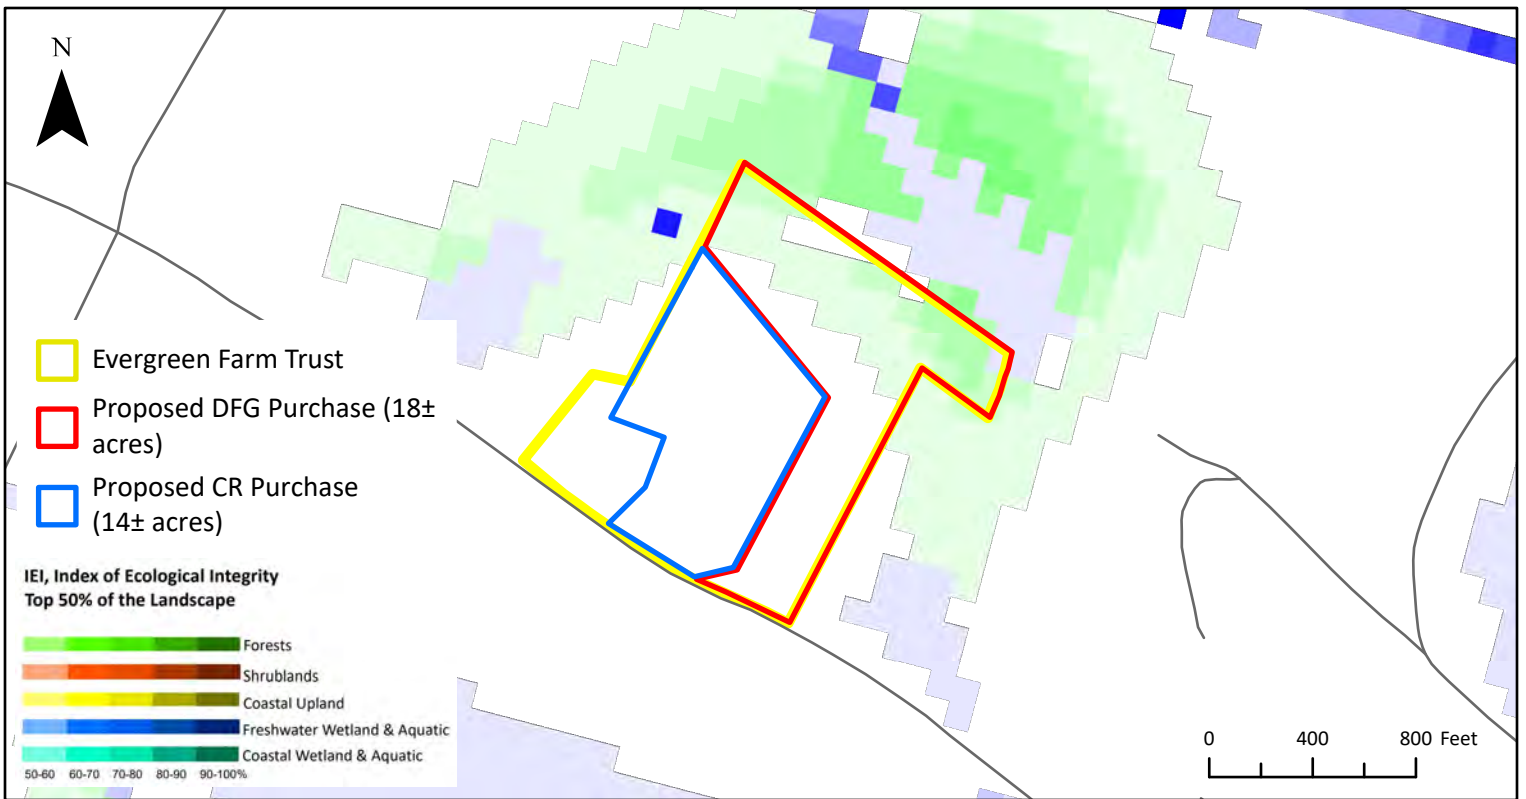 N
Evergreen Farm Trust
Proposed DFG Purchase (18±
acres)
Proposed CR Purchase
(14± acres)
IEI, Index of Ecological Integrity
Top 50% of the Landscape
Forests
Shrublands
Coastal Upland
Freshwater Wetland & Aquatic
Coastal Wetland & Aquatic
50-60 60-70 70-80 80-90 90-100%
0 400 800 Feet